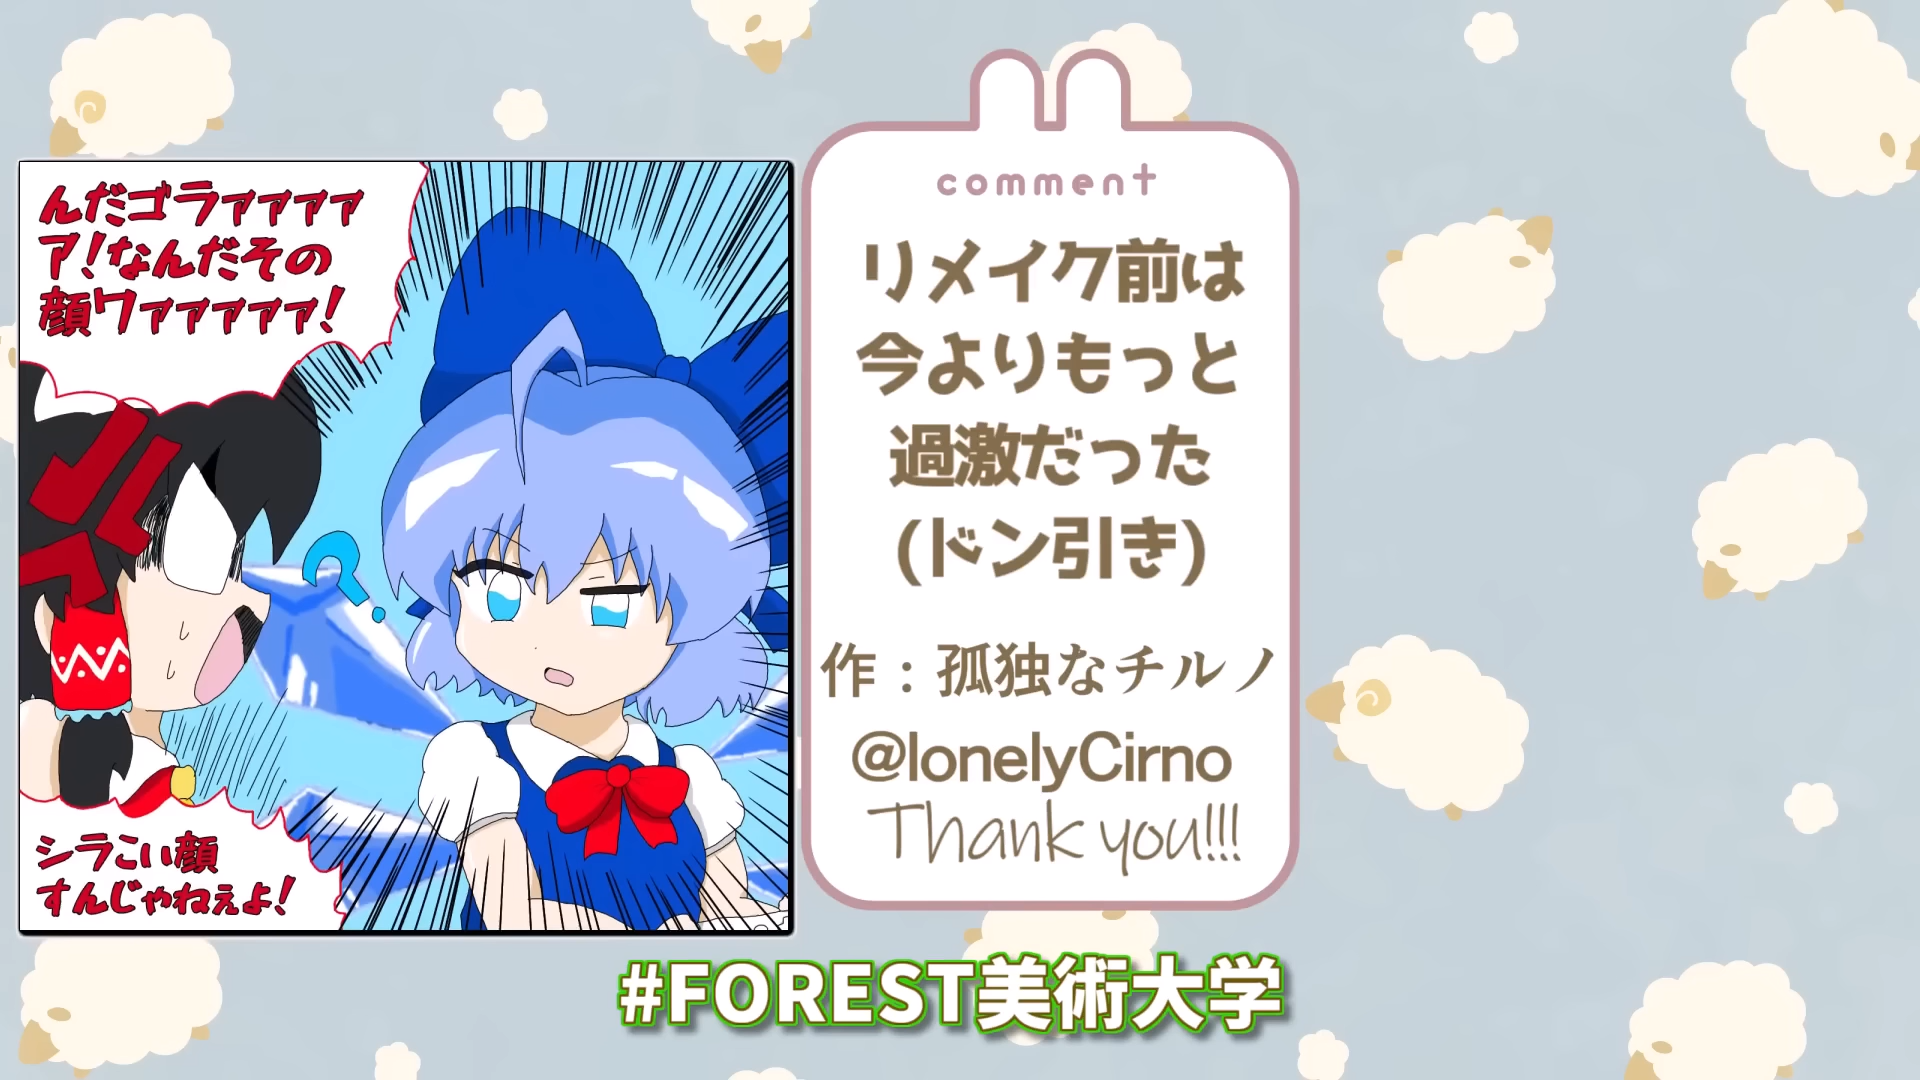 んだゴラァァァァ
ア!なんだその
顔ワァァァァァ!
?
シラこい顔
すんじゃねぇよ!
comment
リメイク前は
今よりもっと
過激だった
(ドン引き)
作：孤独なチルノ
@lonelyCirno
Thank you!!!
#FOREST美術大学